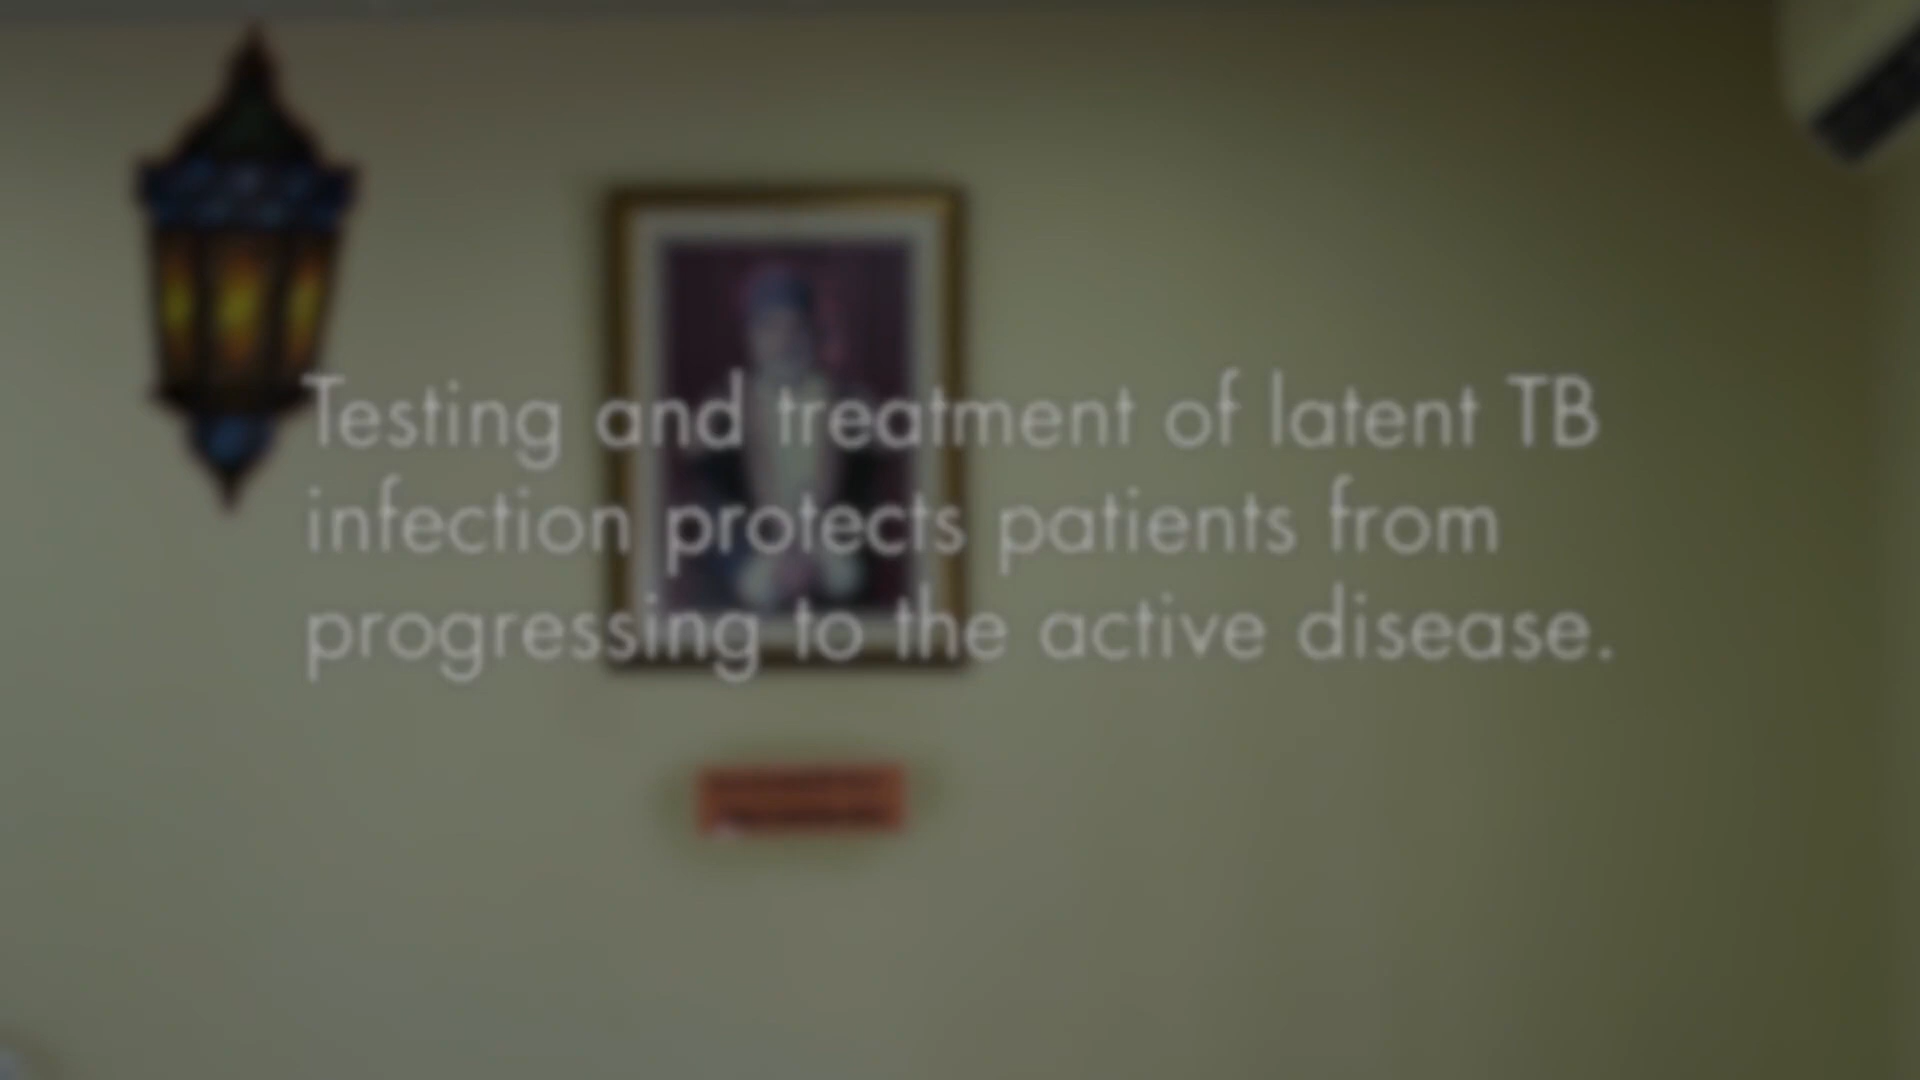 Testing and treatment of latent TB
infection protects patients from
progressing to the active disease.